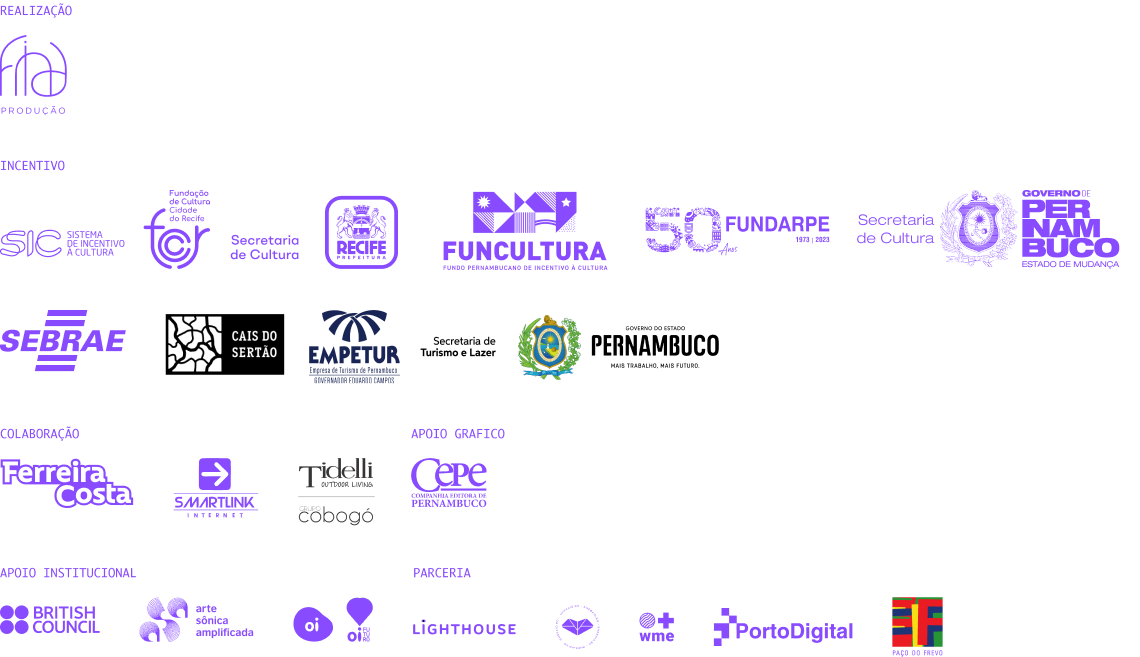 REALIZAÇÃO
ria
PRODUÇÃO
INCENTIVO
SIC
SISTEMA
DE INCENTIVO
À CULTURA
Fundação
de Cultura
Cidade
do Recife
fccr
Secretaria
de Cultura
RECIFE
PREFEITURA
FUNCULTURA
FUNDO PERNAMBUCANO DE INCENTIVO À CULTURA
50
Anos
FUNDARPE
1973 | 2023
Secretaria
de Cultura
GOVERNO DE
PER
NAM
BUCO
ESTADO DE MUDANÇA
SEBRAE
CAIS DO
SERTÃO
EMPETUR
Empresa de Turismo de Pernambuco
GOVERNADOR EDUARDO CAMPOS
Secretaria de
Turismo e Lazer
GOVERNO DO ESTADO
PERNAMBUCO
MAIS TRABALHO, MAIS FUTURO.
COLABORAÇÃO
Ferreira
Costa
SMARTLINK
INTERNET
Tidelli
OUTDOOR LIVING
GRUPO
cobogó
APOIO GRAFICO
Cepe
COMPANHIA EDITORA DE
PERNAMBUCO
APOIO INSTITUCIONAL
BRITISH
COUNCIL
arte
sônica
amplificada
oi
oi
FUTURO
PARCERIA
LiGHTHOUSE
wme
PortoDigital
PAÇO DO FREVO